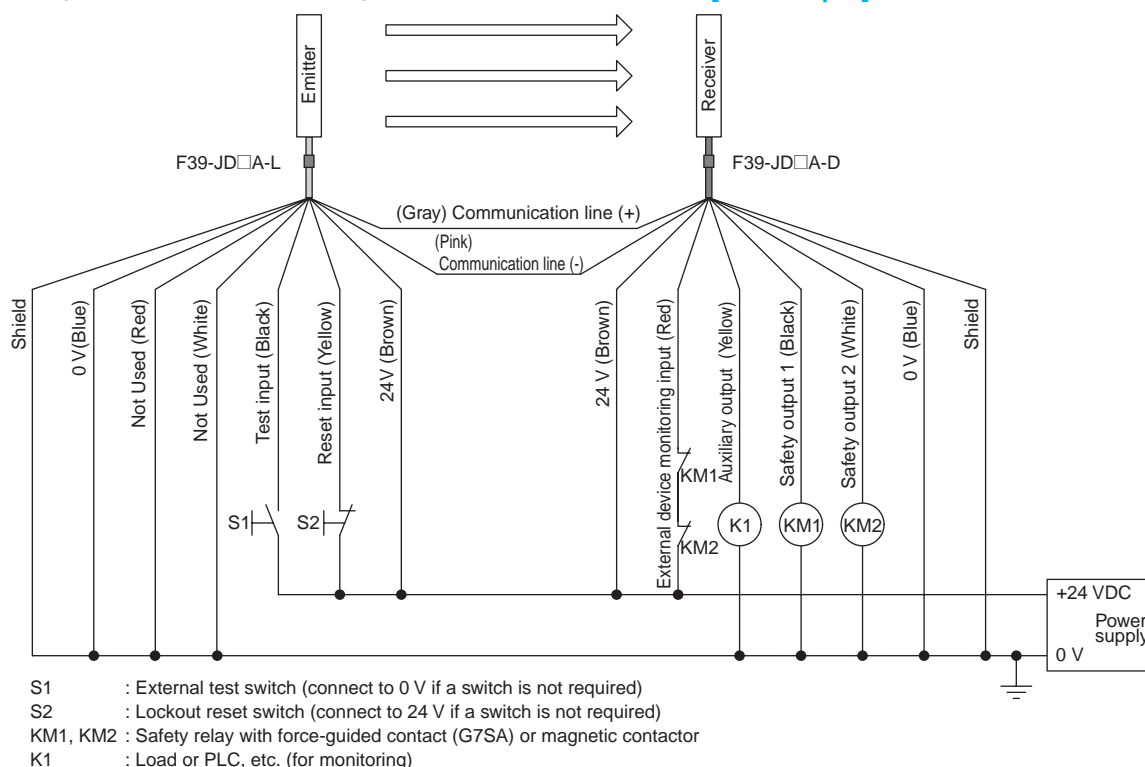 Emitter
Receiver
F39-JD□A-L
F39-JD□A-D
(Gray) Communication line (+)
(Pink)
Communication line (-)
Shield
0 V(Blue)
Not Used (Red)
Not Used (White)
Test input (Black)
Reset input (Yellow)
24V (Brown)
24 V (Brown)
External device monitoring input (Red)
Auxiliary output (Yellow)
Safety output 1 (Black)
Safety output 2 (White)
0 V (Blue)
Shield
S1
S2
KM1
KM2
K1
KM1
KM2
+24 VDC
Power
supply
0 V
S1 : External test switch (connect to 0 V if a switch is not required)
S2 : Lockout reset switch (connect to 24 V if a switch is not required)
KM1, KM2 : Safety relay with force-guided contact (G7SA) or magnetic contactor
K1 : Load or PLC, etc. (for monitoring)